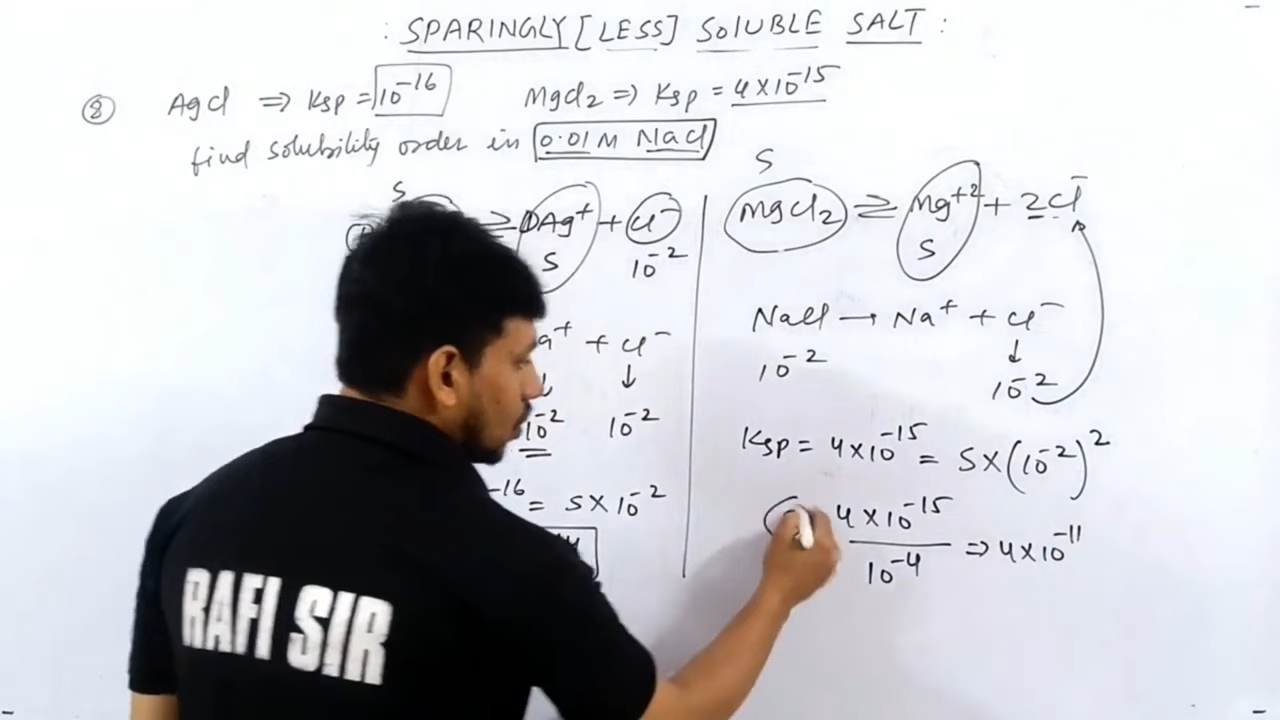 : SPARINGLY [LESS] SOLUBLE SALT :
⑧ AgCl ⇒ Ksp = 10⁻¹⁶ MgCl₂ ⇒ Ksp = 4×10⁻¹⁵
find solubility order in 0.01 M NaCl
S
Ag⁺ + Cl⁻
S 10⁻²
+ Cl⁻
↓ ↓
10⁻² 10⁻²
⁻¹⁶ = S × 10⁻²
S
MgCl₂ ⇌ Mg⁺² + 2Cl⁻
S
NaCl → Na⁺ + Cl⁻
10⁻² ↓
10⁻²
Ksp = 4×10⁻¹⁵ = S×(10⁻²)²
4×10⁻¹⁵
10⁻⁴ ⇒ 4×10⁻¹¹
RAFI SIR